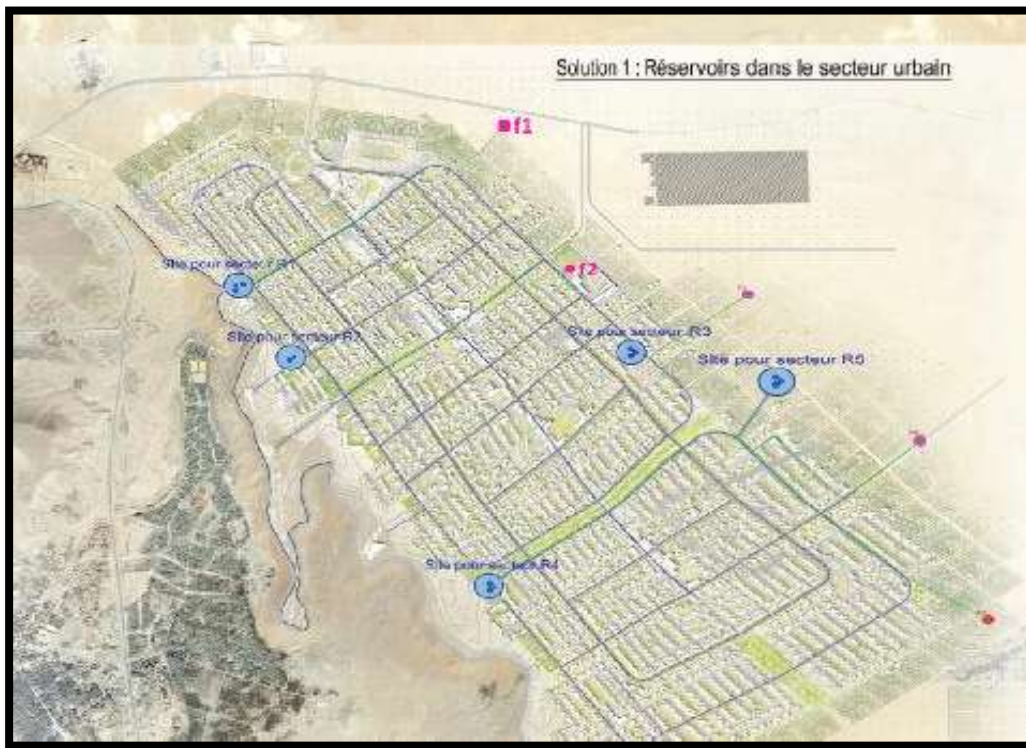 Solution 1 : Réservoirs dans le secteur urbain
f1
Site pour secteur R1
f2
Site pour secteur R2
Site pour secteur R3
Site pour secteur R5
Site pour secteur R4